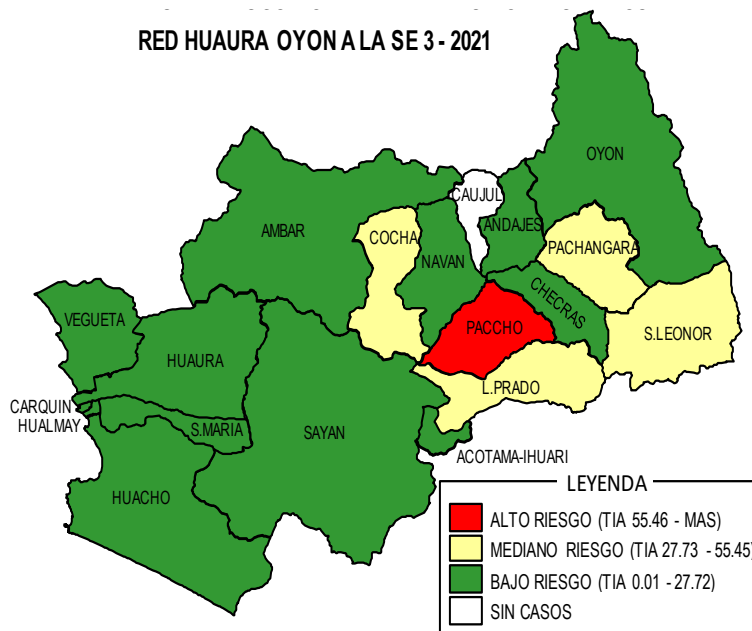 RED HUAURA OYON A LA SE 3 - 2021
OYON
CAUJUL
ANDAJES
AMBAR
COCHA
NAVAN
PACHANGARA
CHECRAS
VEGUETA
HUAURA
PACCHO
S.LEONOR
L.PRADO
CARQUIN
HUALMAY
S.MARIA
SAYAN
ACOTAMA-IHUARI
HUACHO
LEYENDA
ALTO RIESGO (TIA 55.46 - MAS)
MEDIANO RIESGO (TIA 27.73 - 55.45)
BAJO RIESGO (TIA 0.01 - 27.72)
SIN CASOS